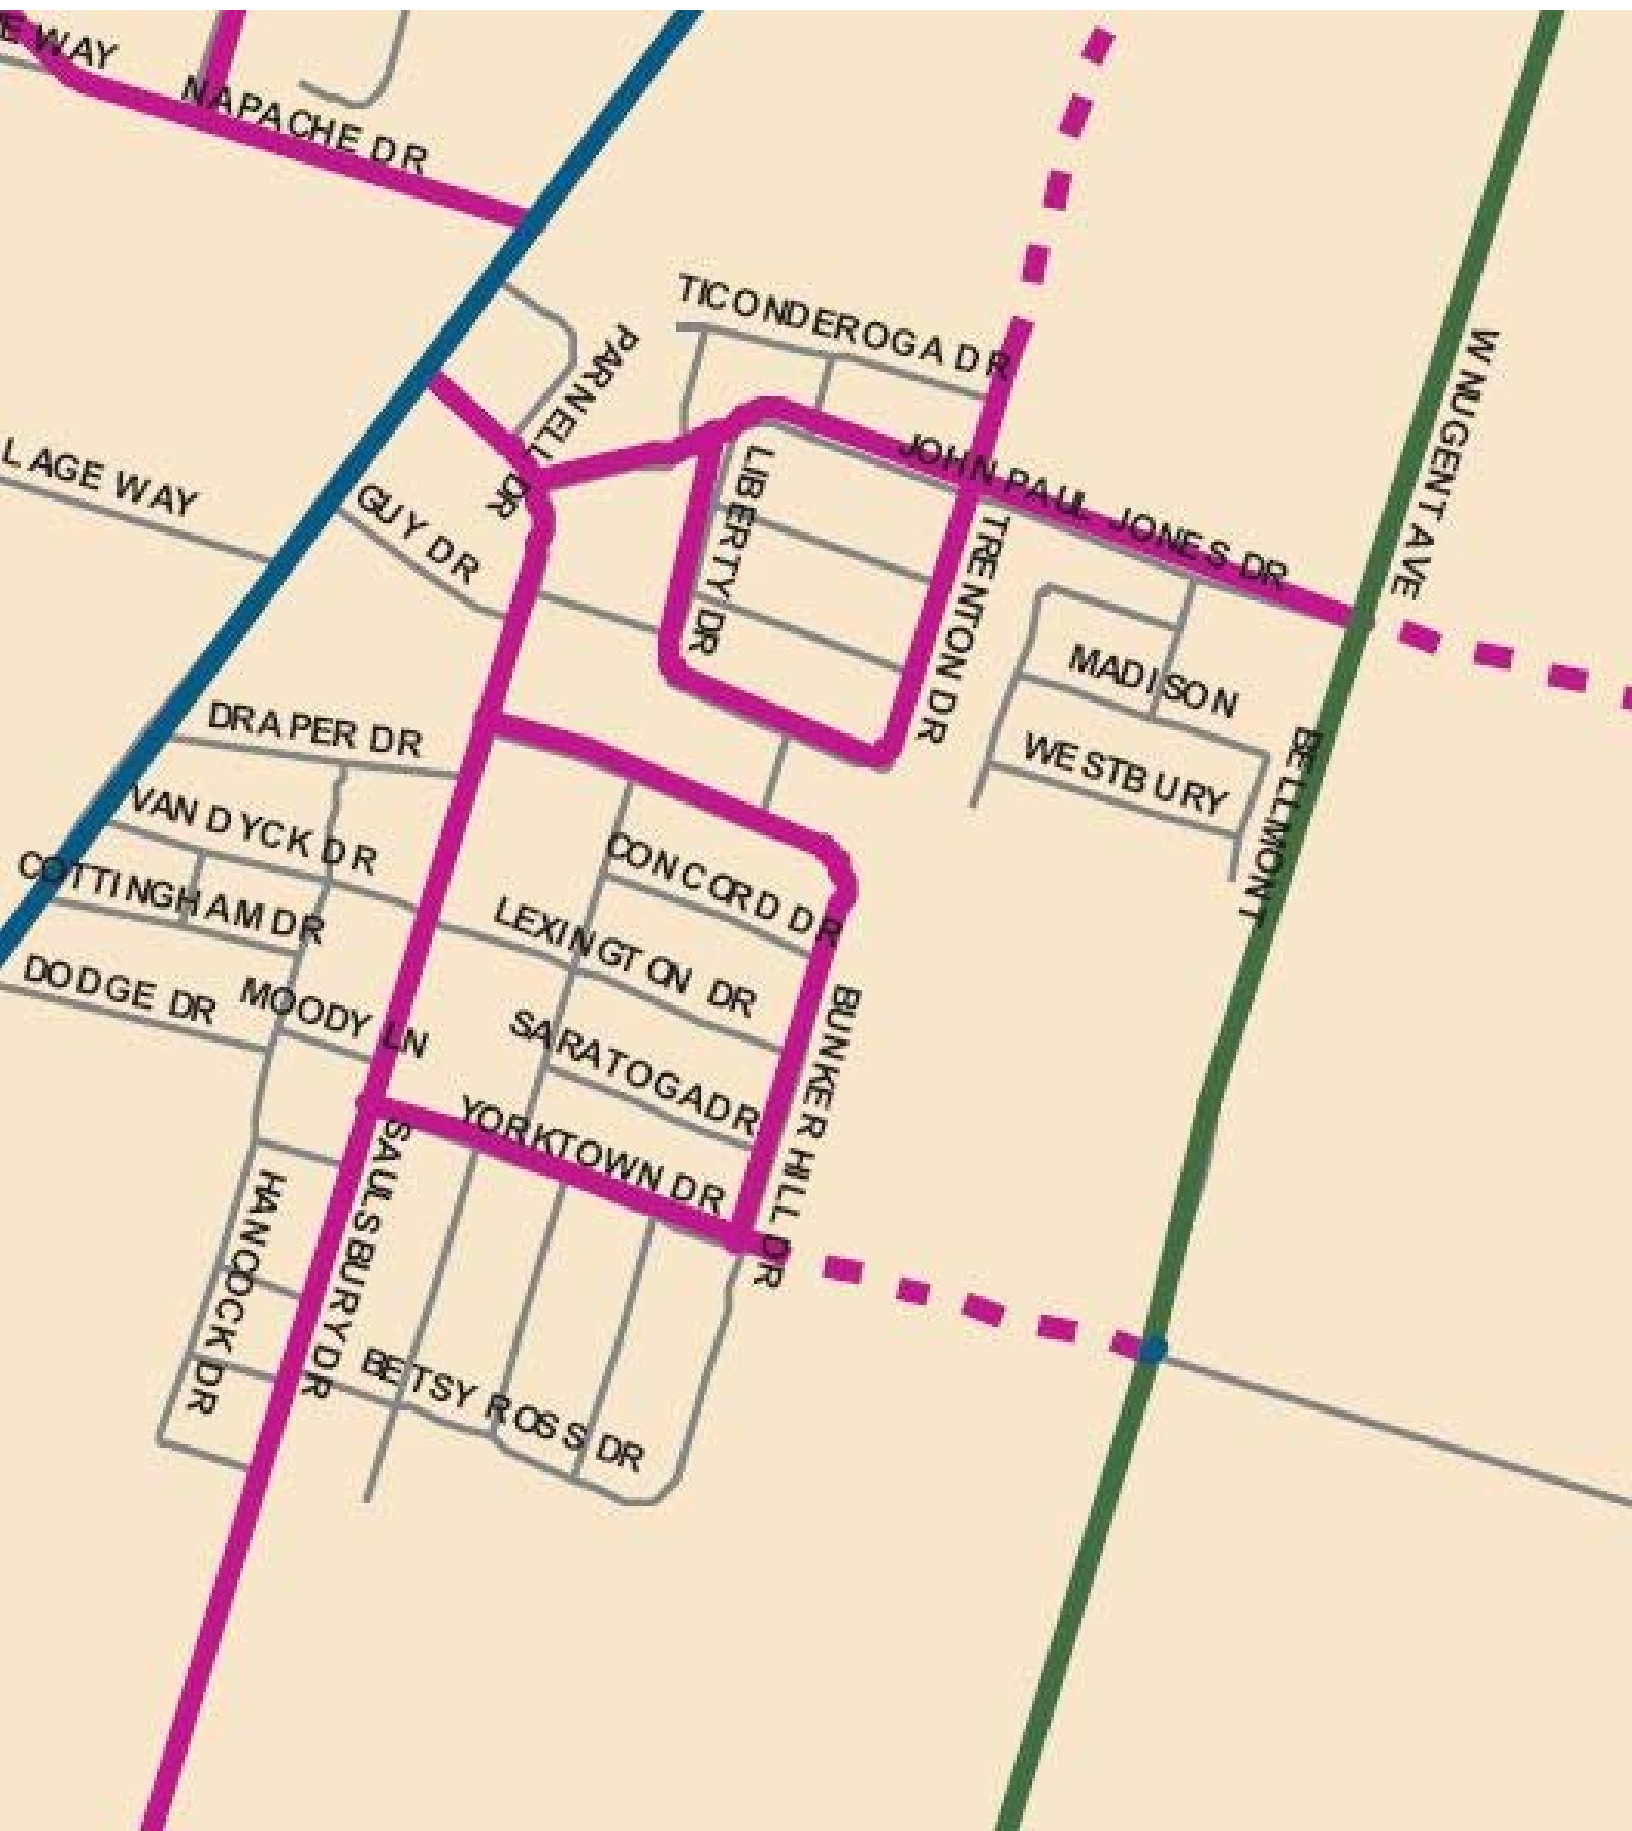 E WAY
NAPACHE DR
TICONDEROGA DR
PARNELL DR
W NUGENT AVE
JOHN PAUL JONES DR
LAGE WAY
GUY DR
LIBERTY DR
TRENTON DR
MADISON
WESTBURY
BELLMONT
DRAPER DR
VAN DYCK DR
COTTINGHAM DR
CONCORD DR
LEXINGTON DR
DODGE DR
MOODY LN
SARATOGA DR
BUNKER HILL DR
YORKTOWN DR
SAULSBURY DR
HANCOCK DR
BETSY ROSS DR